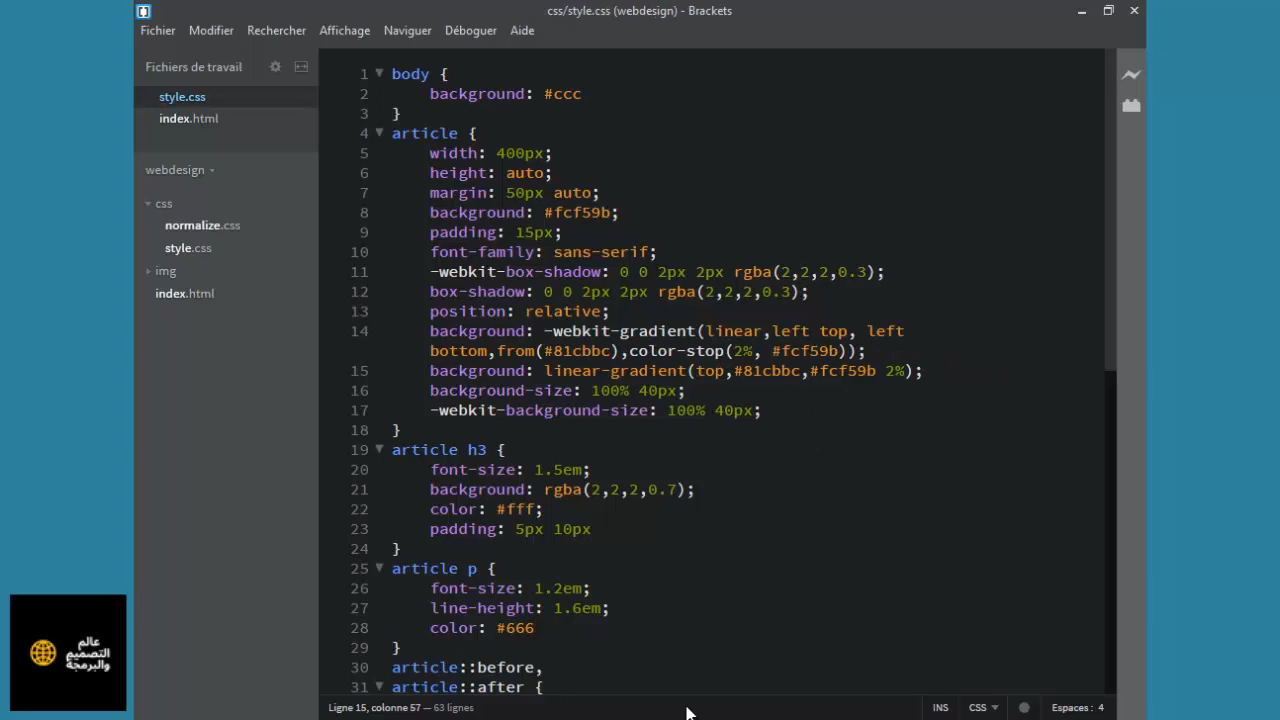 css/style.css (webdesign) - Brackets
Fichier Modifier Rechercher Affichage Naviguer Déboguer Aide
Fichiers de travail
style.css
index.html
webdesign
css
normalize.css
style.css
img
index.html
1 body {
2 background: #ccc
3 }
4 article {
5 width: 400px;
6 height: auto;
7 margin: 50px auto;
8 background: #fcf59b;
9 padding: 15px;
10 font-family: sans-serif;
11 -webkit-box-shadow: 0 0 2px 2px rgba(2,2,2,0.3);
12 box-shadow: 0 0 2px 2px rgba(2,2,2,0.3);
13 position: relative;
14 background: -webkit-gradient(linear,left top, left
bottom,from(#81cbbc),color-stop(2%, #fcf59b));
15 background: linear-gradient(top,#81cbbc,#fcf59b 2%);
16 background-size: 100% 40px;
17 -webkit-background-size: 100% 40px;
18 }
19 article h3 {
20 font-size: 1.5em;
21 background: rgba(2,2,2,0.7);
22 color: #fff;
23 padding: 5px 10px
24 }
25 article p {
26 font-size: 1.2em;
27 line-height: 1.6em;
28 color: #666
29 }
30 article::before,
31 article::after {
عالم
التصميم
والبرمجة
Ligne 15, colonne 57 — 63 lignes
INS CSS Espaces : 4